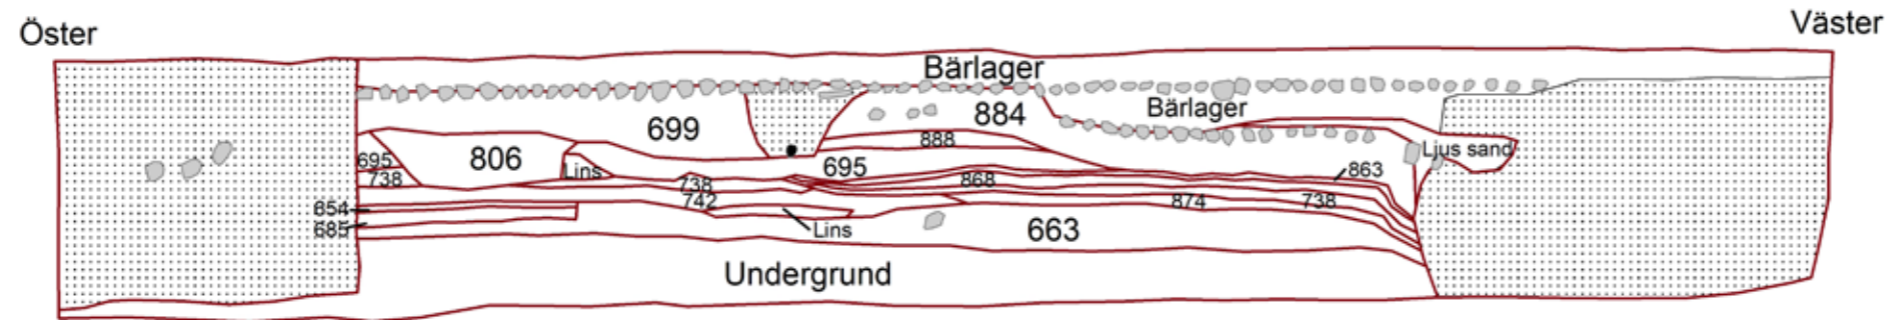 Öster
Väster
Bärlager
Bärlager
884
699
888
Ljus sand
695
806
695
863
Lins
738
738
868
742
874
738
654
685
Lins
663
Undergrund